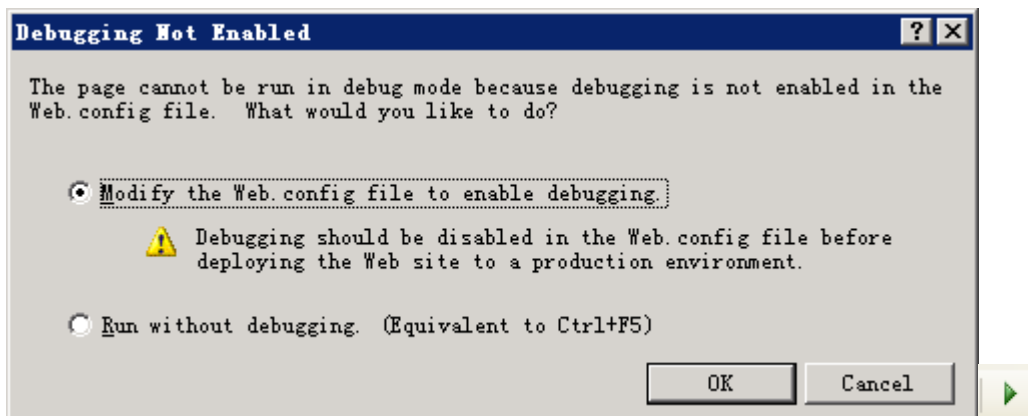 Debugging Not Enabled
The page cannot be run in debug mode because debugging is not enabled in the
Web.config file.  What would you like to do?
Modify the Web.config file to enable debugging.
Debugging should be disabled in the Web.config file before
deploying the Web site to a production environment.
Run without debugging.  (Equivalent to Ctrl+F5)
OK
Cancel